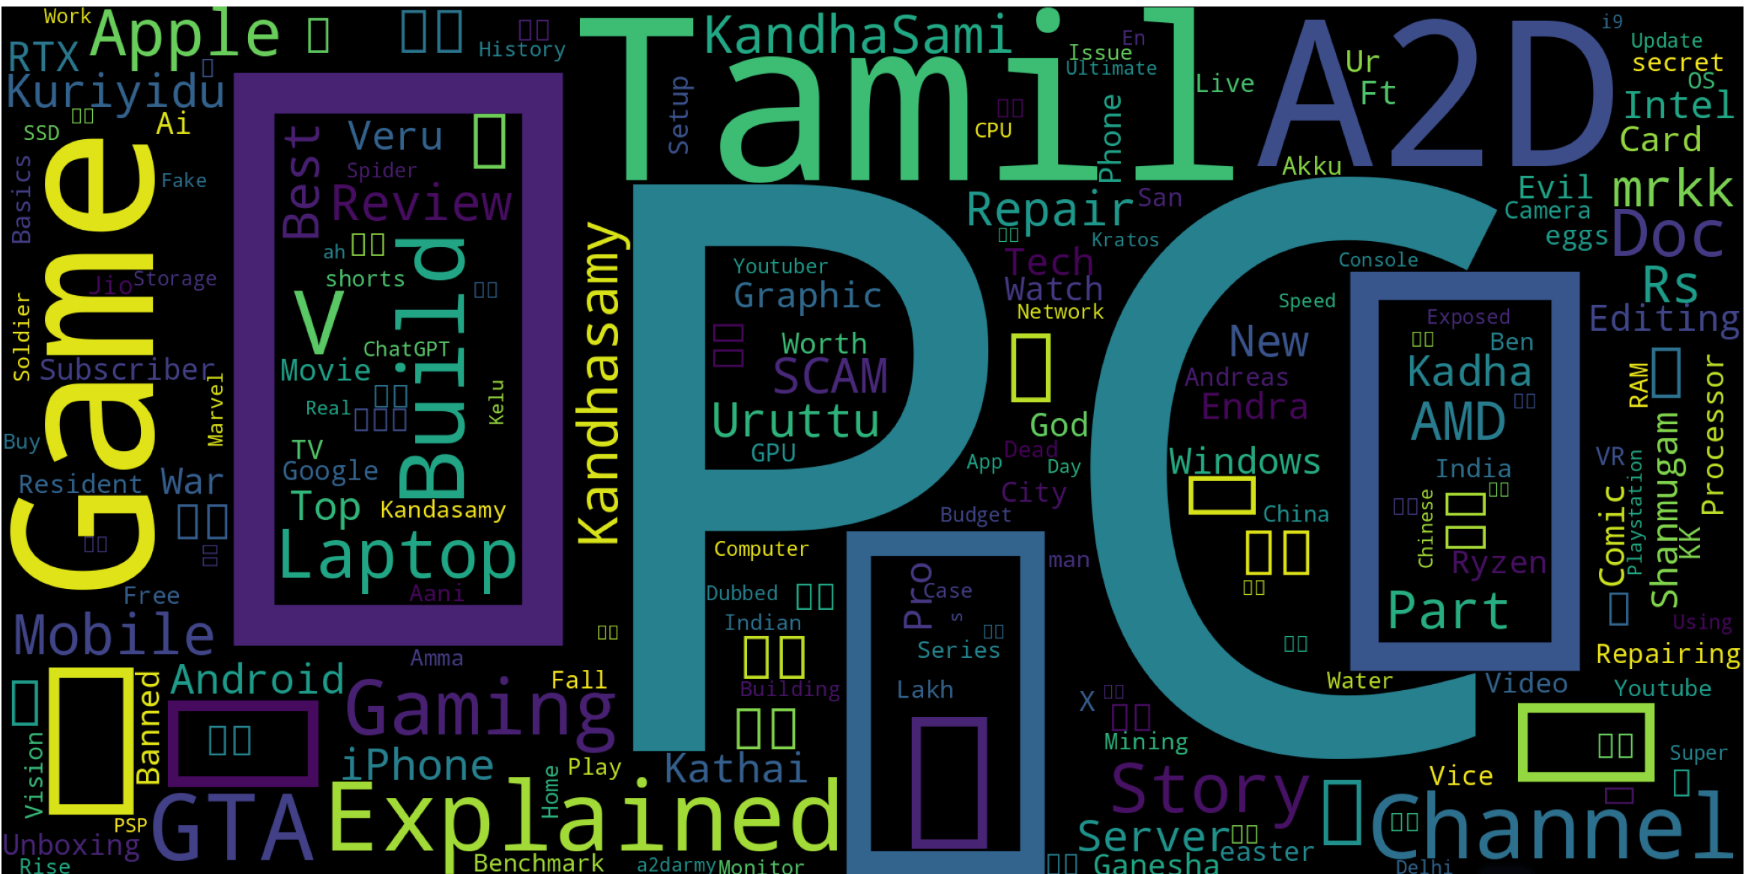 Work
Apple
RTX
Kuriyidu
History
Tamil
KandhaSami
Issue
En
Ultimate
Live
A2D
Ur
Ft
i9
Update
secret
OS
Intel
Card
SSD
Ai
Basics
Game
Fake
Best
Veru
Spider
Review
Setup
CPU
Phone
Akku
Repair
San
Kratos
Evil
Camera
eggs
mrkk
Doc
Rs
Editing
Jio
Storage
Soldier
Subscriber
Marvel
Buy
Resident
War
ah
shorts
V
Build
ChatGPT
Movie
Real
Kelu
TV
Google
Top
Kandasamy
Laptop
Aani
Kandhasamy
PC
Youtuber
Graphic
Worth
SCAM
Uruttu
GPU
Tech
Watch
Network
God
Dead
App
Day
City
Budget
Console
Speed
New
Andreas
Endra
Windows
China
Exposed
Ben
Kadha
AMD
India
Chinese
Ryzen
Part
RAM
Processor
VR
Playstation
Shanmugam
Comic
KK
Using
Repairing
Free
Mobile
Amma
Computer
Dubbed
Indian
Building
Pro
Case
s
Series
Lakh
man
X
Mining
Water
Video
Youtube
Android
Banned
Vision
PSP
Unboxing
Rise
GTA
Gaming
Fall
iPhone
Play
Home
Kathai
Explained
Benchmark
a2darmy
Monitor
Story
Server
easter
Ganesha
Vice
Super
Channel
Delhi